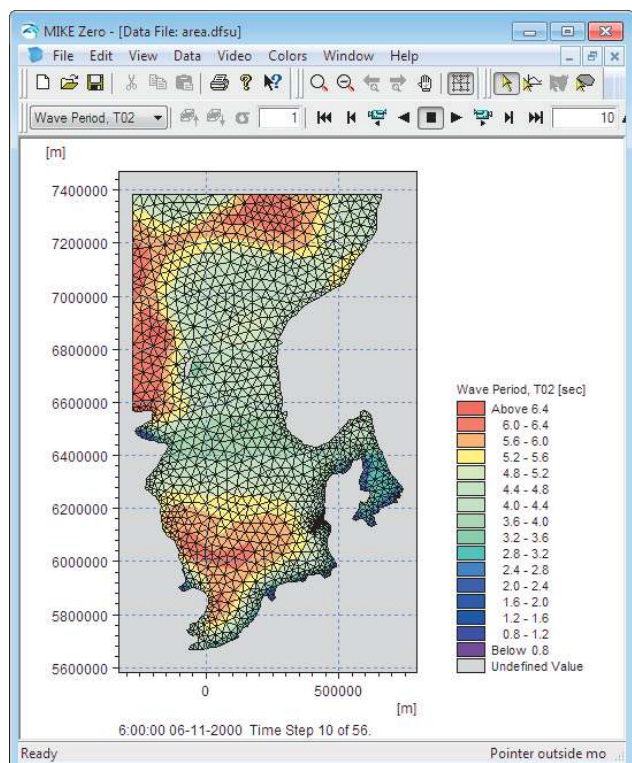 MIKE Zero - [Data File: area.dfsu]
File Edit View Data Video Colors Window Help
Wave Period, T02 1 10
[m]
7400000
7200000
7000000
6800000
6600000
6400000
6200000
6000000
5800000
5600000
0 500000
[m]
Wave Period, T02 [sec]
Above 6.4
6.0 - 6.4
5.6 - 6.0
5.2 - 5.6
4.8 - 5.2
4.4 - 4.8
4.0 - 4.4
3.6 - 4.0
3.2 - 3.6
2.8 - 3.2
2.4 - 2.8
2.0 - 2.4
1.6 - 2.0
1.2 - 1.6
0.8 - 1.2
Below 0.8
Undefined Value
6:00:00 06-11-2000 Time Step 10 of 56.
Ready Pointer outside mo